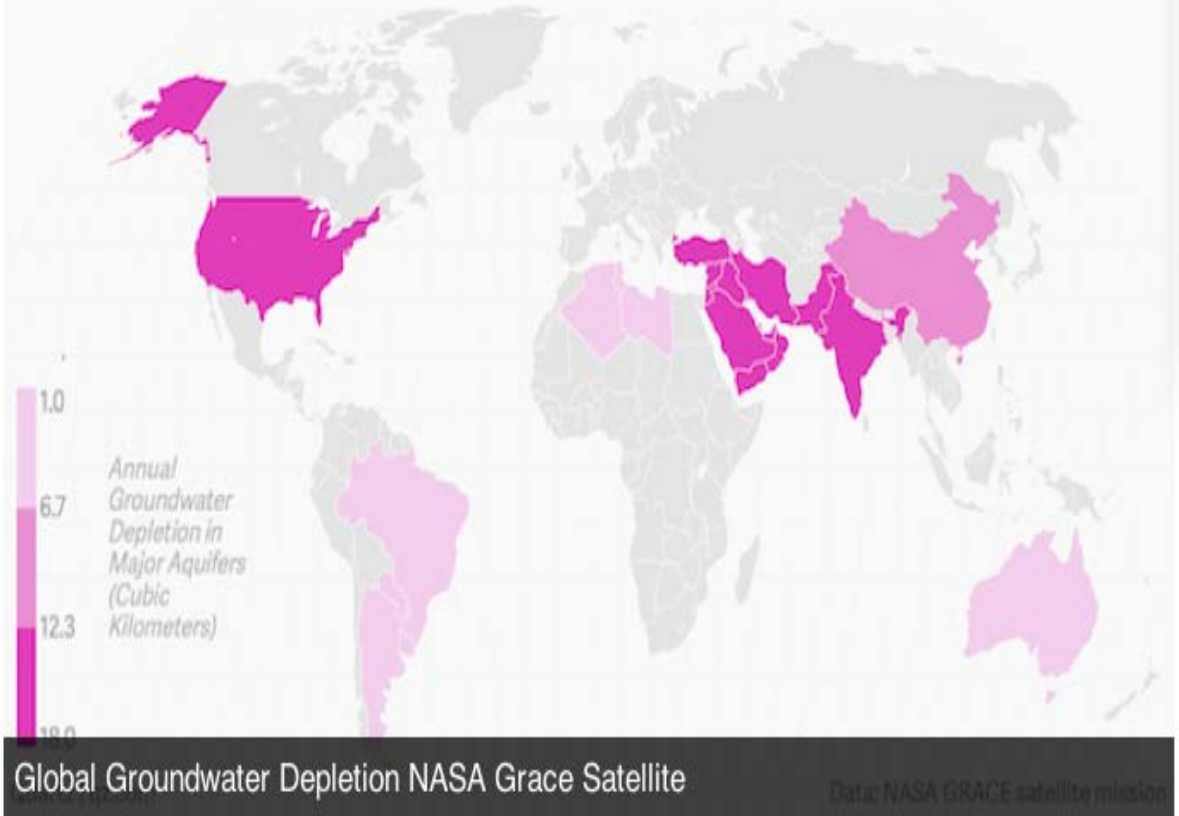 1.0
6.7
12.3
18.0
Annual
Groundwater
Depletion in
Major Aquifers
(Cubic
Kilometers)
Global Groundwater Depletion NASA Grace Satellite
Data: NASA GRACE satellite mission